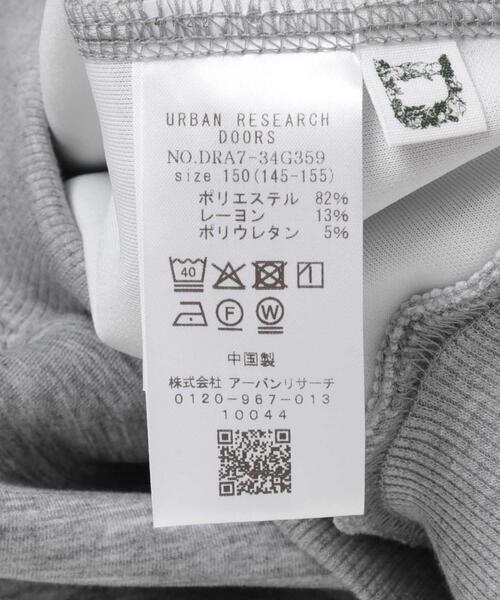 URBAN RESEARCH
DOORS
NO.DRA7-34G359
size 150(145-155)
ポリエステル 82%
レーヨン 13%
ポリウレタン 5%
40
F W
中国製
株式会社 アーバンリサーチ
0120-967-013
10044